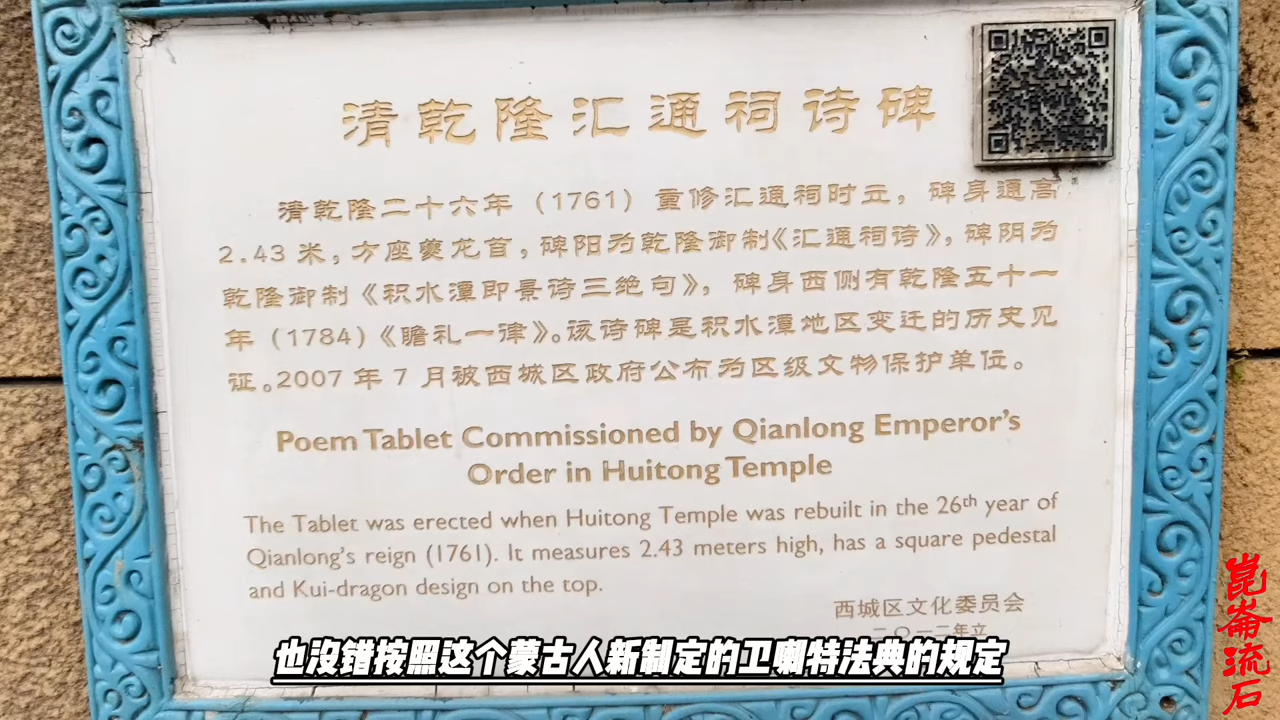 清乾隆汇通祠诗碑
清乾隆二十六年（1761）重修汇通祠时立，碑身通高
2.43 米，方座夔龙首，碑阳为乾隆御制《汇通祠诗》，碑阴为
乾隆御制《积水潭即景诗三绝句》，碑身西侧有乾隆五十一
年（1784）《瞻礼一律》。该诗碑是积水潭地区变迁的历史见
证。2007 年 7 月被西城区政府公布为区级文物保护单位。
Poem Tablet Commissioned by Qianlong Emperor's
Order in Huitong Temple
The Tablet was erected when Huitong Temple was rebuilt in the 26th year of
Qianlong's reign (1761). It measures 2.43 meters high, has a square pedestal
and Kui-dragon design on the top.
西城区文化委员会
二〇一二年立
也没错按照这个蒙古人新制定的卫喇特法典的规定
崑崙流石